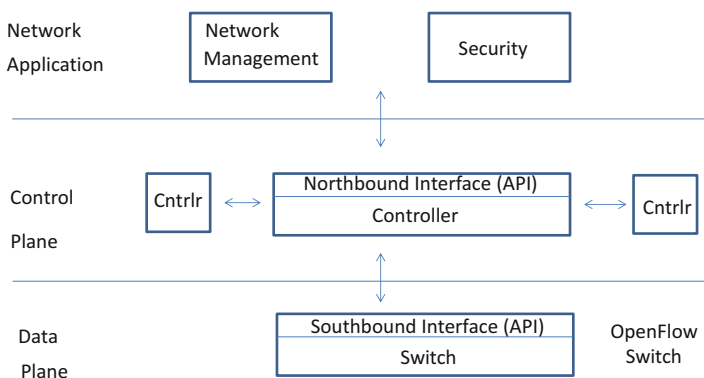 Network
Application
Network
Management
Security
Control
Plane
Cntrlr
Northbound Interface (API)
Controller
Cntrlr
Data
Plane
Southbound Interface (API)
Switch
OpenFlow
Switch